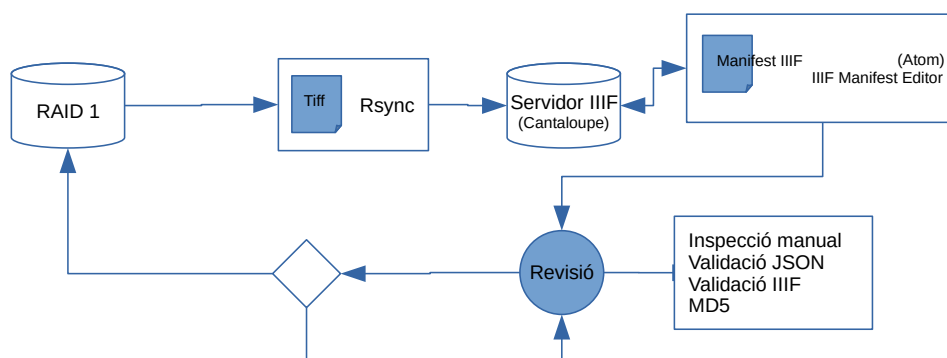 RAID 1
Tiff
Rsync
Servidor IIIF
(Cantaloupe)
Manifest IIIF
(Atom)
IIIF Manifest Editor
Revisió
Inspecció manual
Validació JSON
Validació IIIF
MD5